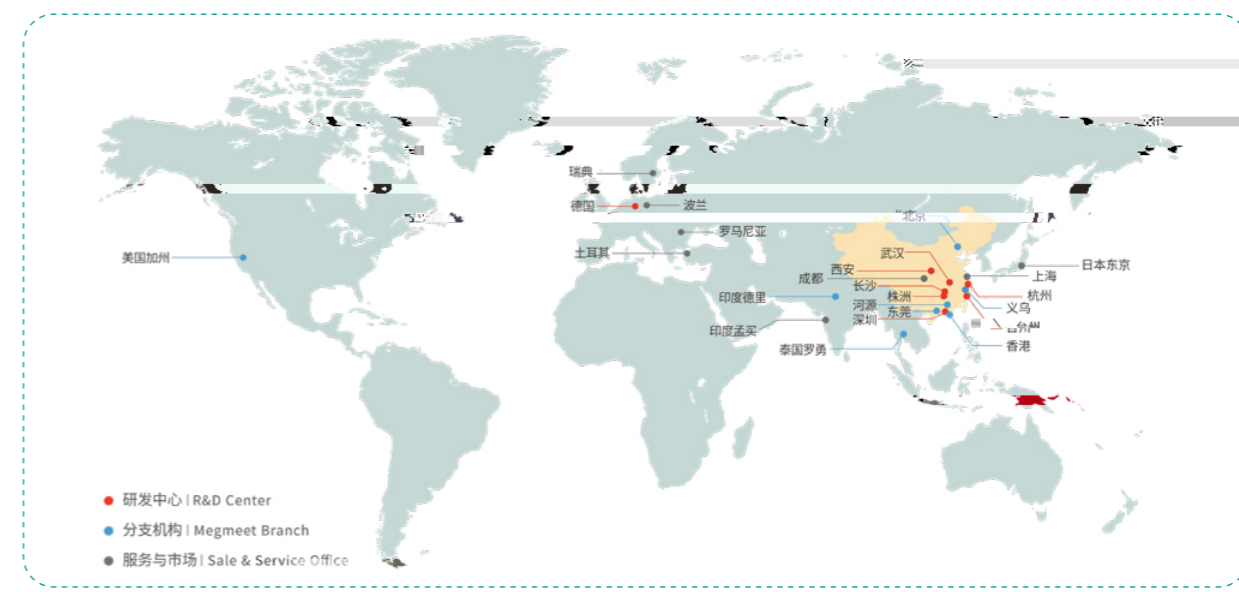 瑞典
德国
波兰
罗马尼亚
土耳其
美国加州
北京
武汉
西安
成都
长沙
株洲
河源
东莞
深圳
日本东京
上海
杭州
义乌
香港
印度德里
印度孟买
泰国罗勇
研发中心 | R&D Center
分支机构 | Megmeet Branch
服务与市场 | Sale & Service Office